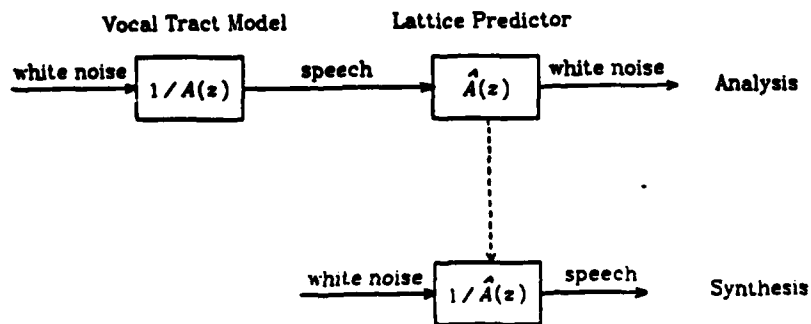 Vocal Tract Model Lattice Predictor
white noise 1/A(z) speech Â(z) white noise Analysis
white noise 1/Â(z) speech Synthesis